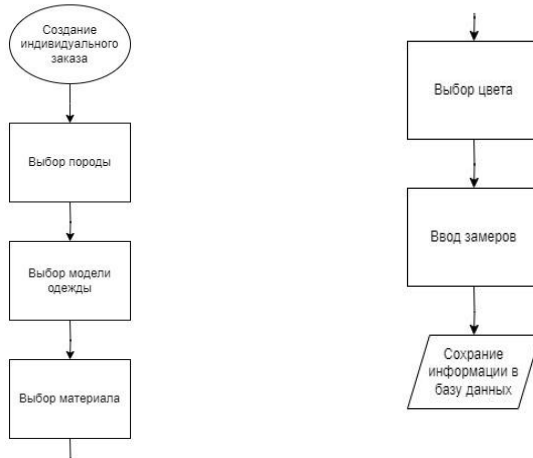 Создание
индивидуального
заказа
Выбор породы
Выбор модели
одежды
Выбор материала
Выбор цвета
Ввод замеров
Сохрание
информации в
базу данных